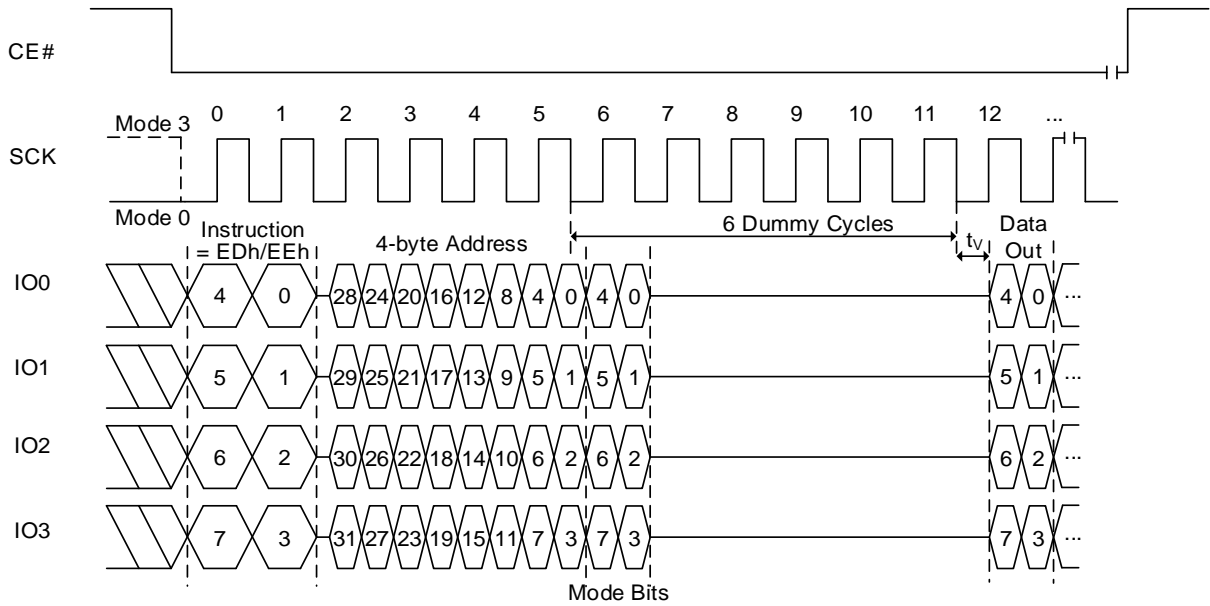 CE#
0 1 2 3 4 5 6 7 8 9 10 11 12 ...
Mode 3
SCK
Mode 0
Instruction
= EDh/EEh
4-byte Address
6 Dummy Cycles
tV
Data
Out
IO0
4 0 28 24 20 16 12 8 4 0 4 0 4 0 ...
IO1
5 1 29 25 21 17 13 9 5 1 5 1 5 1 ...
IO2
6 2 30 26 22 18 14 10 6 2 6 2 6 2 ...
IO3
7 3 31 27 23 19 15 11 7 3 7 3 7 3 ...
Mode Bits